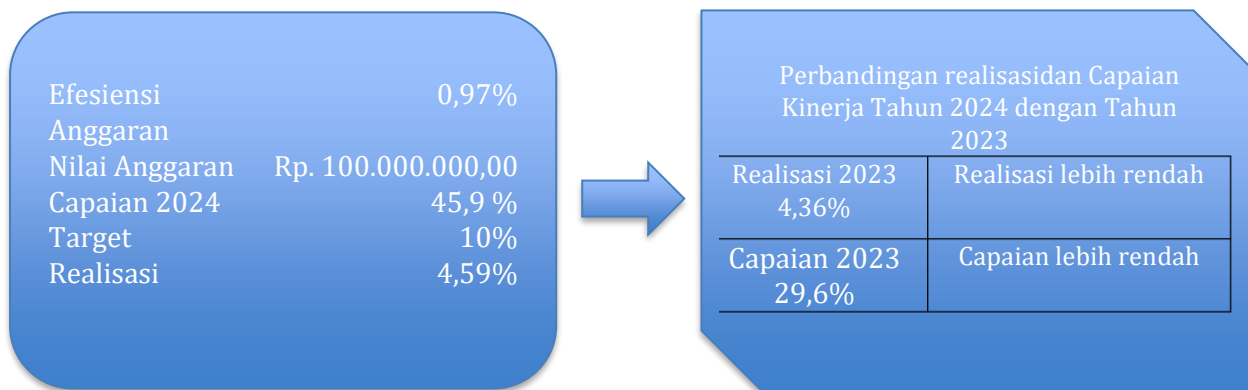 Efesiensi 0,97%
Anggaran
Nilai Anggaran Rp. 100.000.000,00
Capaian 2024 45,9 %
Target 10%
Realisasi 4,59%
Perbandingan realisasidan Capaian
Kinerja Tahun 2024 dengan Tahun
2023
Realisasi 2023 Realisasi lebih rendah
4,36%
Capaian 2023 Capaian lebih rendah
29,6%